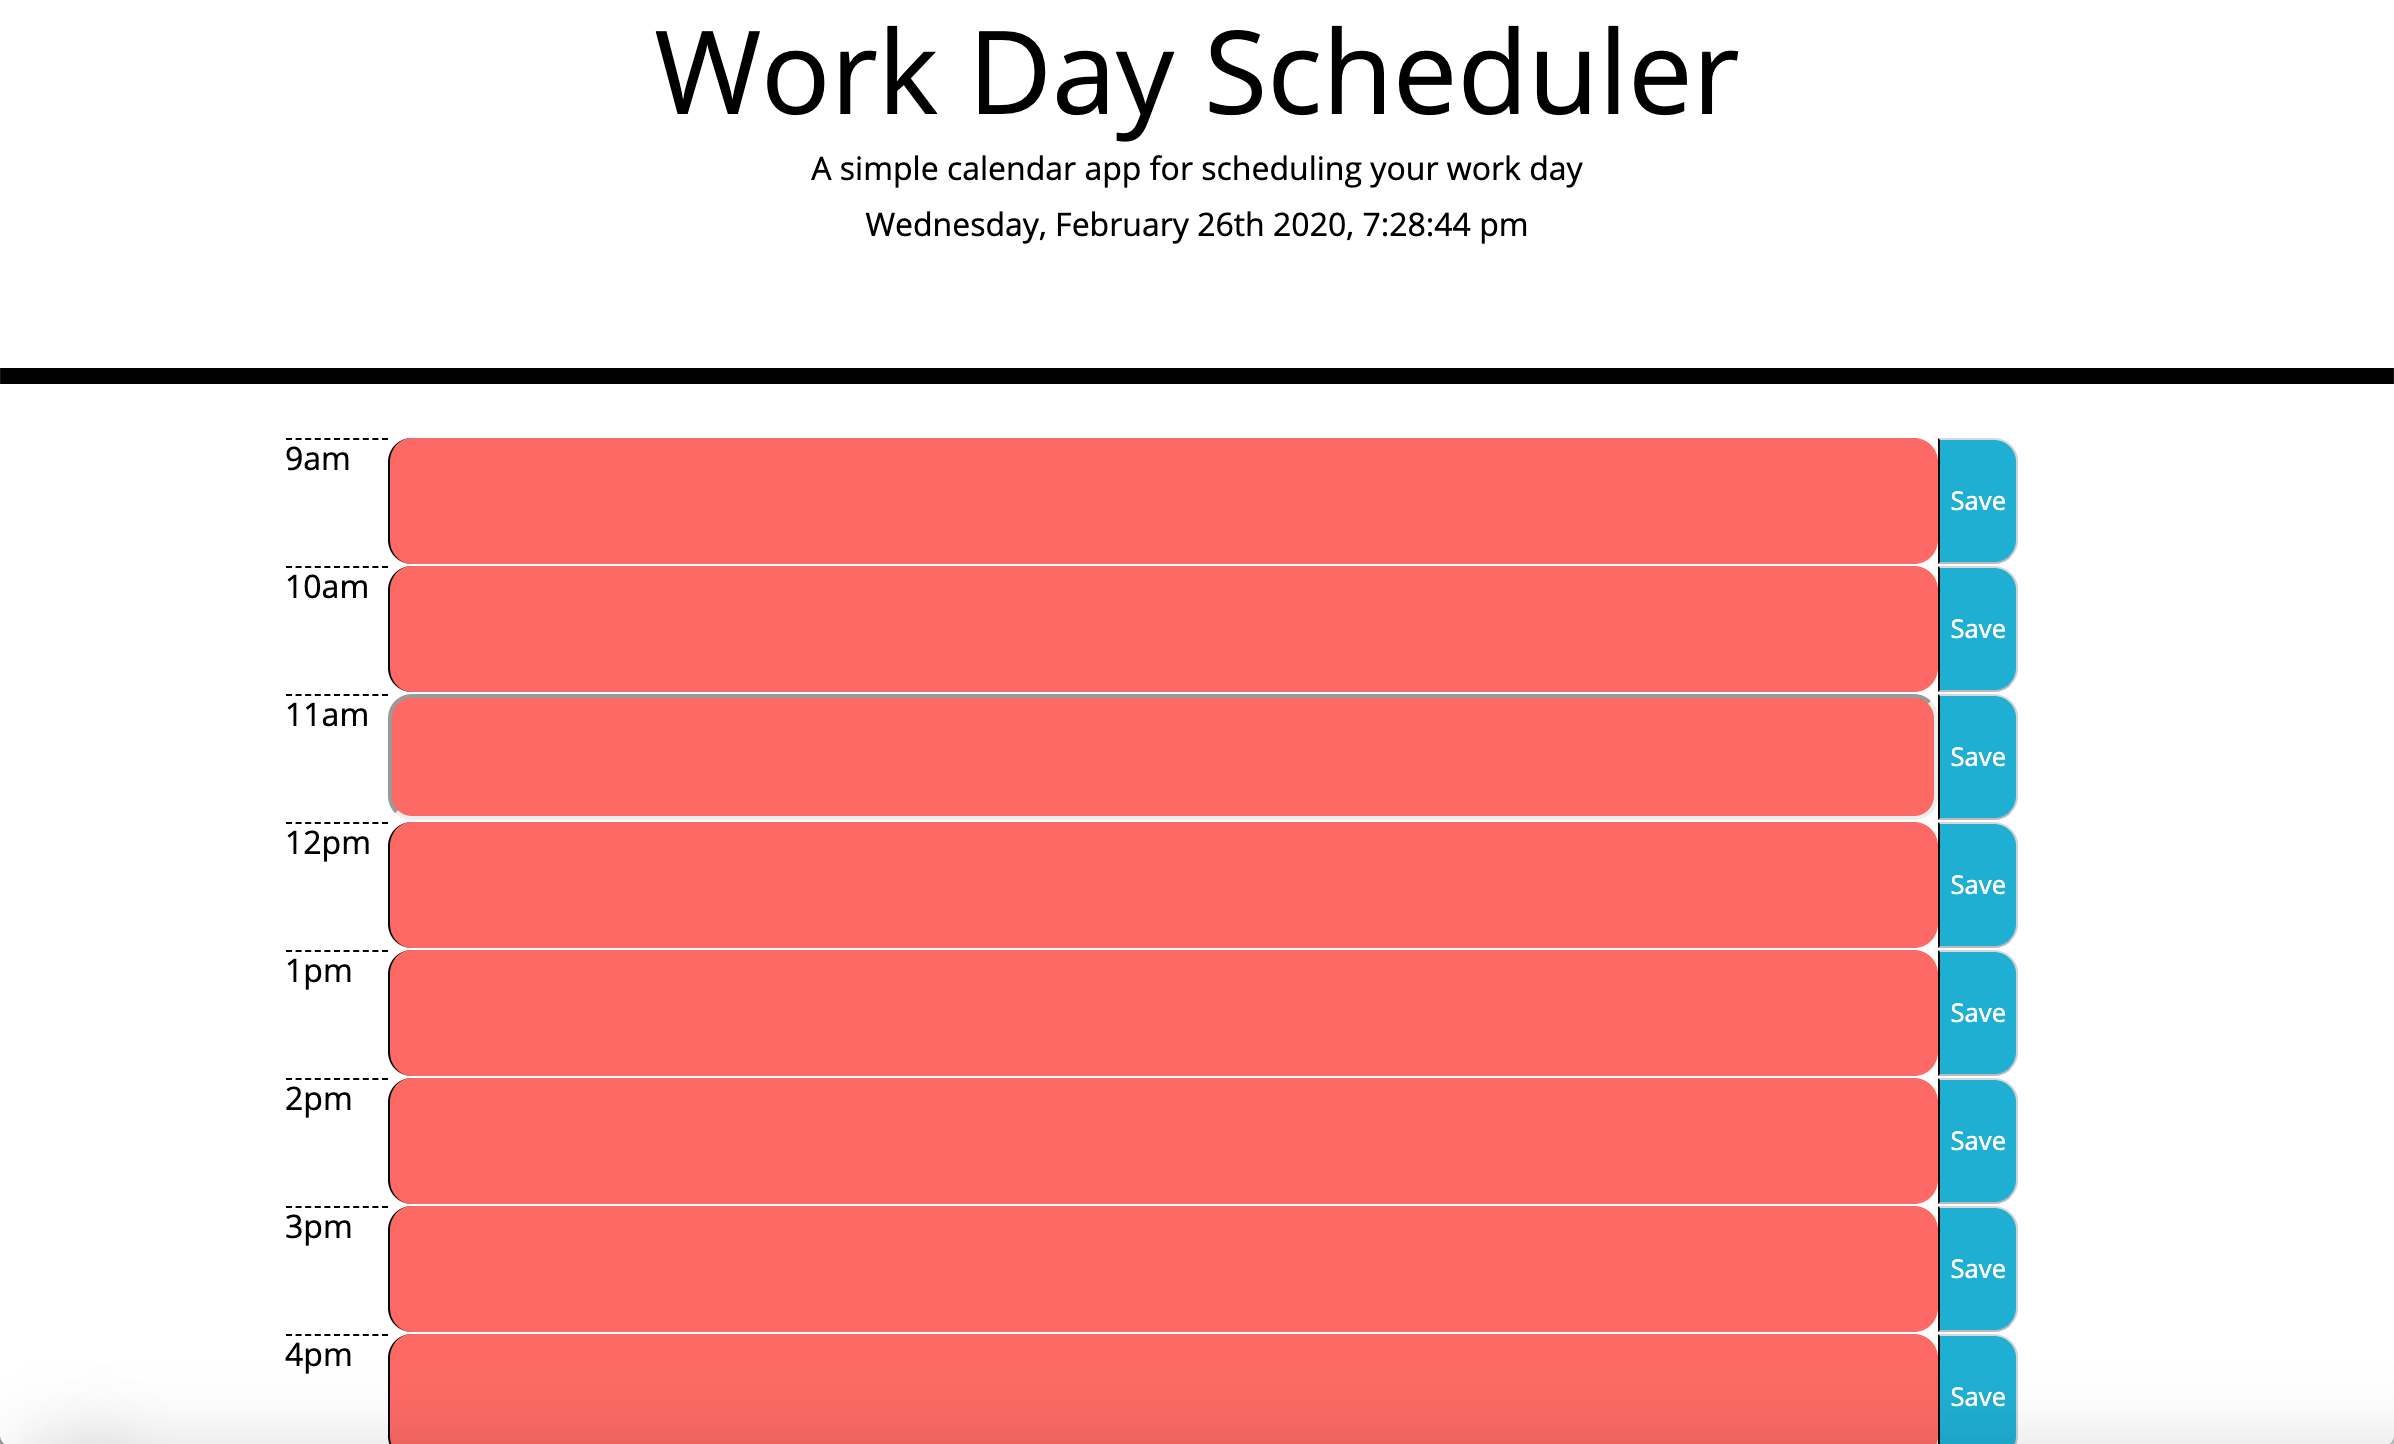 Work Day Scheduler
A simple calendar app for scheduling your work day
Wednesday, February 26th 2020, 7:28:44 pm
9am
Save
10am
Save
11am
Save
12pm
Save
1pm
Save
2pm
Save
3pm
Save
4pm
Save